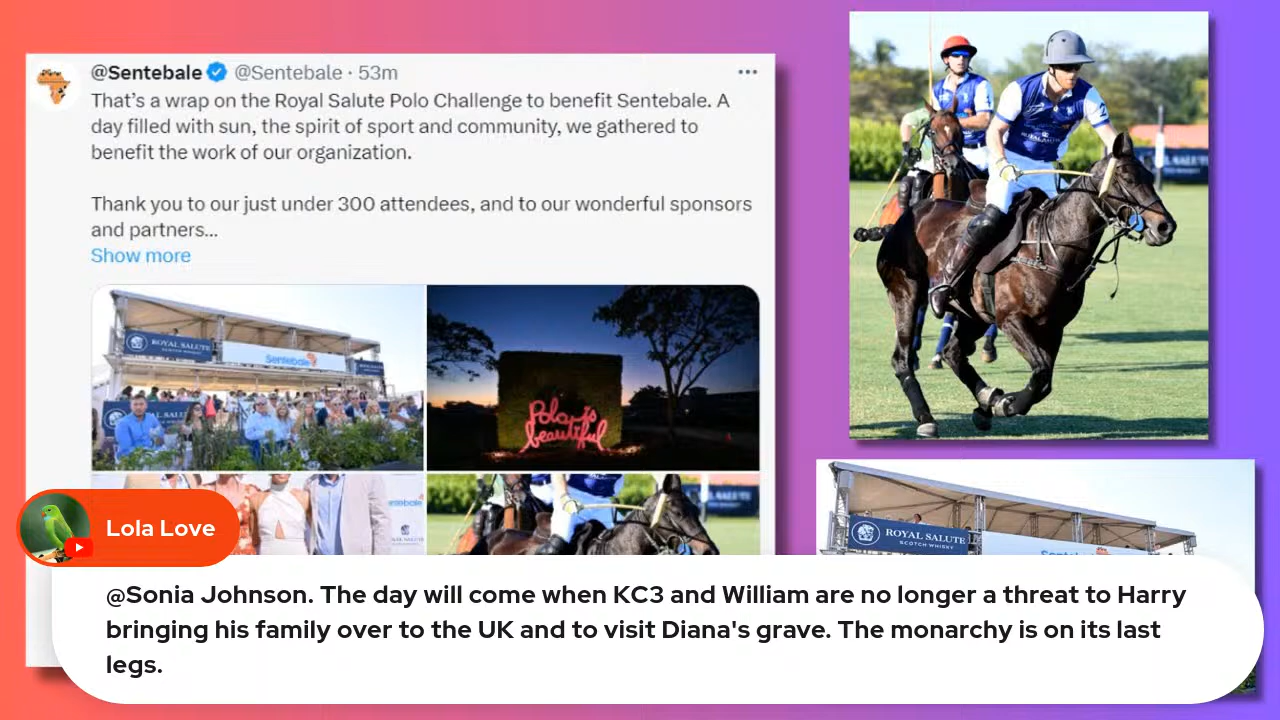 @Sentebale @Sentebale · 53m
That's a wrap on the Royal Salute Polo Challenge to benefit Sentebale. A
day filled with sun, the spirit of sport and community, we gathered to
benefit the work of our organization.
Thank you to our just under 300 attendees, and to our wonderful sponsors
and partners...
Show more
ROYAL SALUTE
SCOTCH WHISKY
Sentebale
Polo is
beautiful
ROYAL SALUTE
SCOTCH WHISKY
Lola Love
@Sonia Johnson. The day will come when KC3 and William are no longer a threat to Harry
bringing his family over to the UK and to visit Diana's grave. The monarchy is on its last
legs.